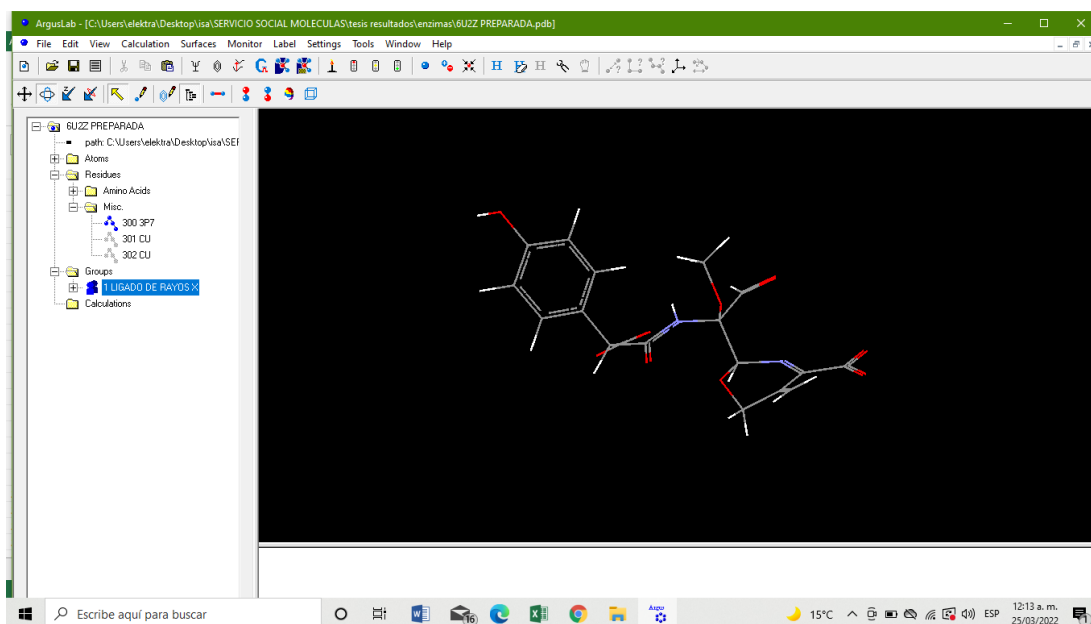 ArgusLab - [C:\Users\elektra\Desktop\isa\SERVICIO SOCIAL MOLECULAS\tesis resultados\enzimas\6U2Z PREPARADA.pdb]
File Edit View Calculation Surfaces Monitor Label Settings Tools Window Help
6U2Z PREPARADA
path: C:\Users\elektra\Desktop\isa\SEF
Atoms
Residues
Amino Acids
Misc.
300 3P7
301 CU
302 CU
Groups
1 LIGADO DE RAYOS X
Calculations
Escribe aquí para buscar
16
Argus
15°C
ESP
12:13 a. m.
25/03/2022